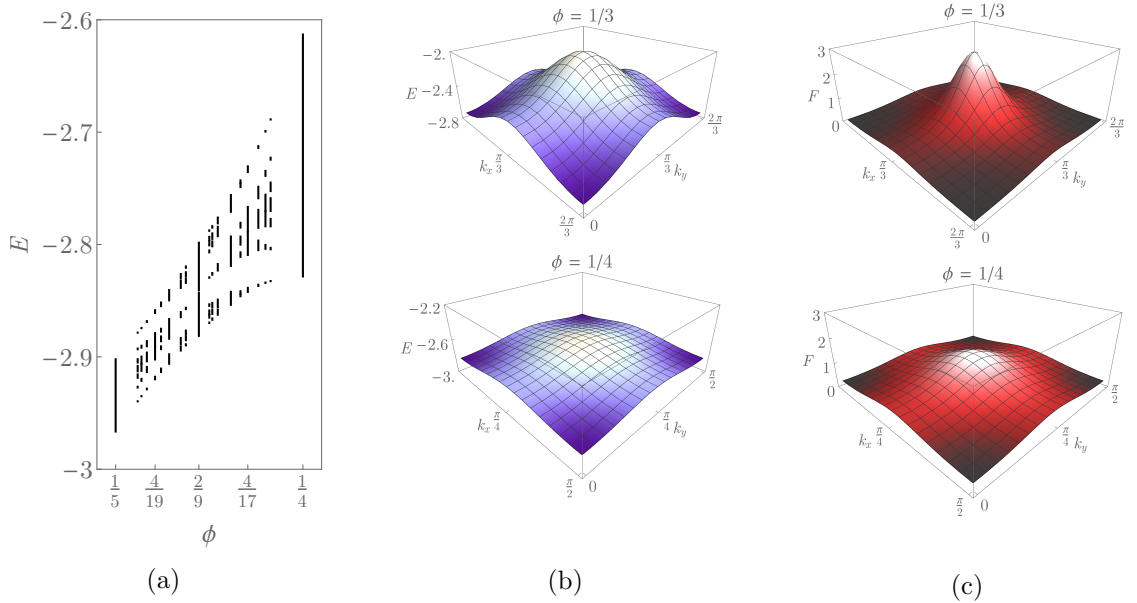 −2.6
−2.7
−2.8
−2.9
−3
E
1/5
4/19
2/9
4/17
1/4
ϕ
(a)
ϕ = 1/3
−2.
−2.4
−2.8
E
k_x
π/3
2π/3
0
π/3
k_y
2π/3
ϕ = 1/4
−2.2
−2.6
−3.
E
k_x
π/4
π/2
0
π/4
k_y
π/2
(b)
ϕ = 1/3
3
2
1
0
F
k_x
π/3
2π/3
0
π/3
k_y
2π/3
ϕ = 1/4
3
2
1
0
F
k_x
π/4
π/2
0
π/4
k_y
π/2
(c)